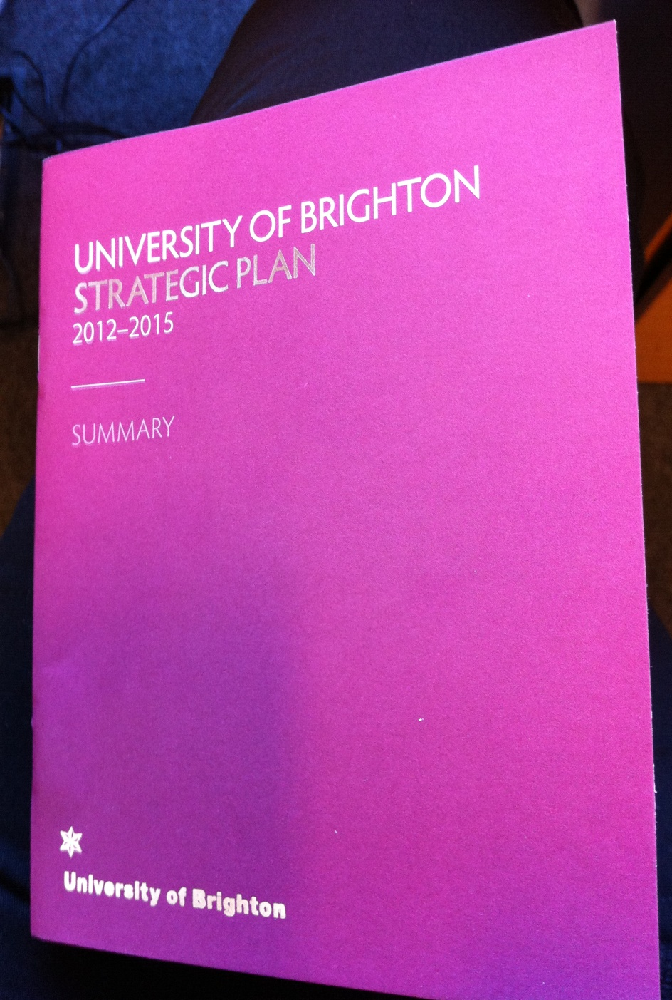 UNIVERSITY OF BRIGHTON
STRATEGIC PLAN
2012–2015
SUMMARY
University of Brighton